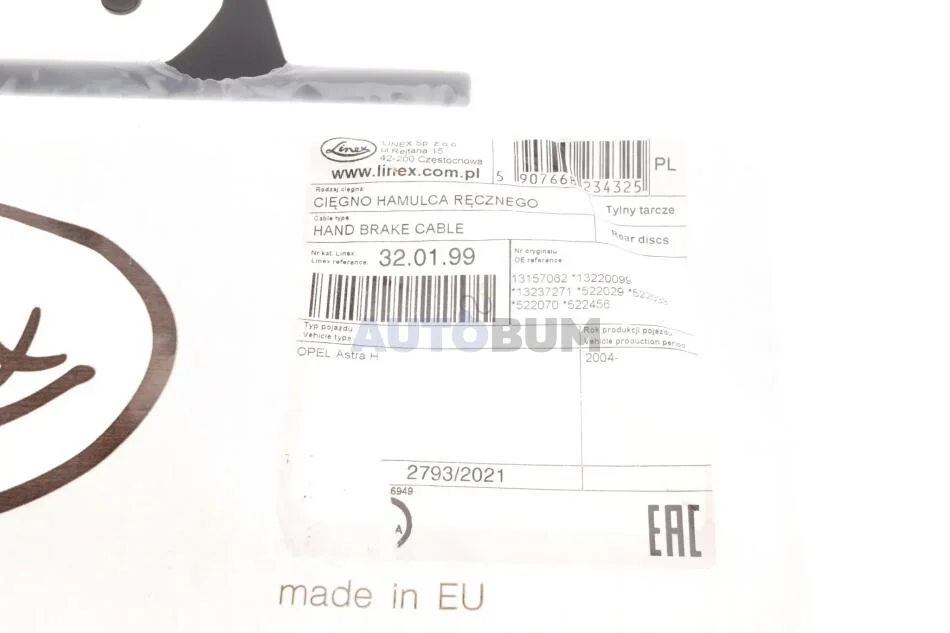 Linex
LINEX Sp. z o.o.
ul Rejtana 15
42-200 Częstochowa
www.linex.com.pl
5 907668 234325
PL
Rodzaj cięgna:
CIĘGNO HAMULCA RĘCZNEGO
Tylny tarcze
Cable type:
HAND BRAKE CABLE
Rear discs
Nr kat. Linex:
Linex reference:
32.01.99
Nr oryginału
OE reference
13157062 *13220099
*13237271 *522029
*522070 *522456
AUTOBUM
Typ pojazdu
Vehicle type
Rok produkcji pojazdu
Vehicle production period
OPEL Astra H
2004-
2793/2021
6949
A
EAC
made in EU